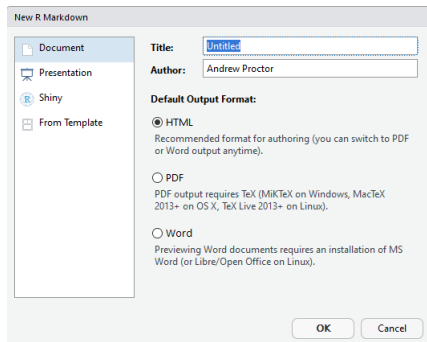 New R Markdown
Document
Presentation
R Shiny
From Template
Title: Untitled
Author: Andrew Proctor
Default Output Format:
HTML
Recommended format for authoring (you can switch to PDF
or Word output anytime).
PDF
PDF output requires TeX (MiKTeX on Windows, MacTeX
2013+ on OS X, TeX Live 2013+ on Linux).
Word
Previewing Word documents requires an installation of MS
Word (or Libre/Open Office on Linux).
OK Cancel